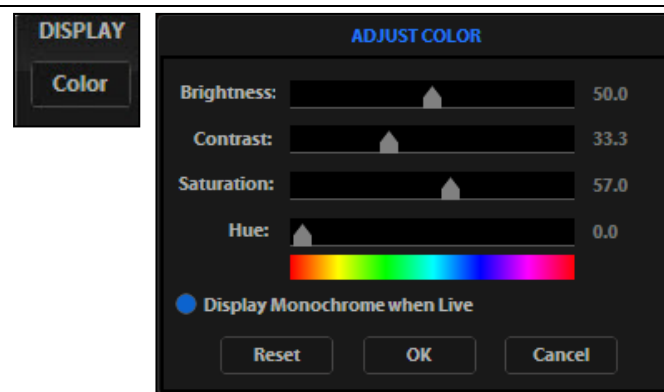 DISPLAY
Color
ADJUST COLOR
Brightness: 50.0
Contrast: 33.3
Saturation: 57.0
Hue: 0.0
Display Monochrome when Live
Reset OK Cancel